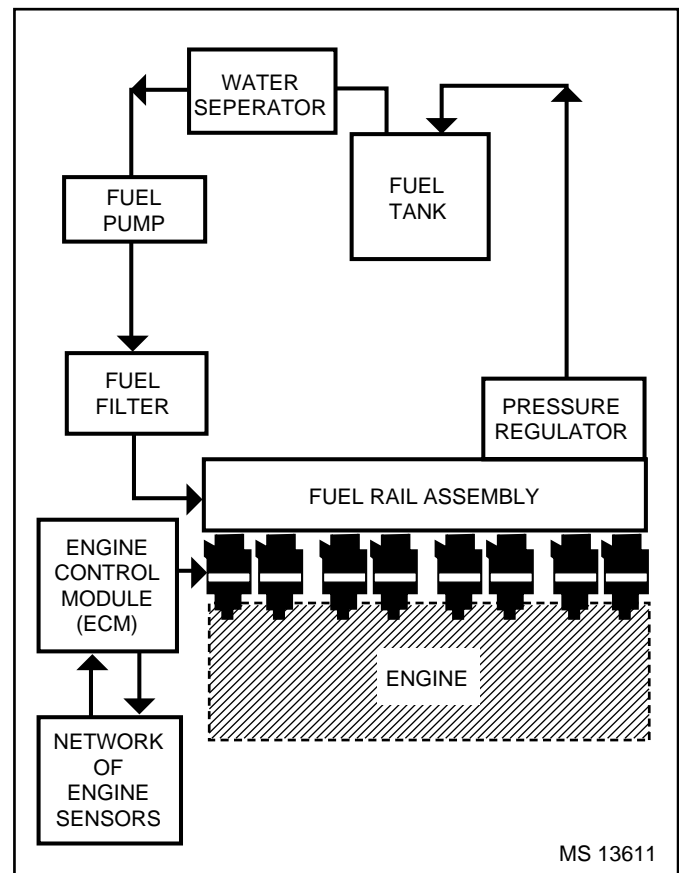 WATER
SEPERATOR
FUEL
PUMP
FUEL
TANK
FUEL
FILTER
PRESSURE
REGULATOR
FUEL RAIL ASSEMBLY
ENGINE
CONTROL
MODULE
(ECM)
ENGINE
NETWORK
OF
ENGINE
SENSORS
MS 13611